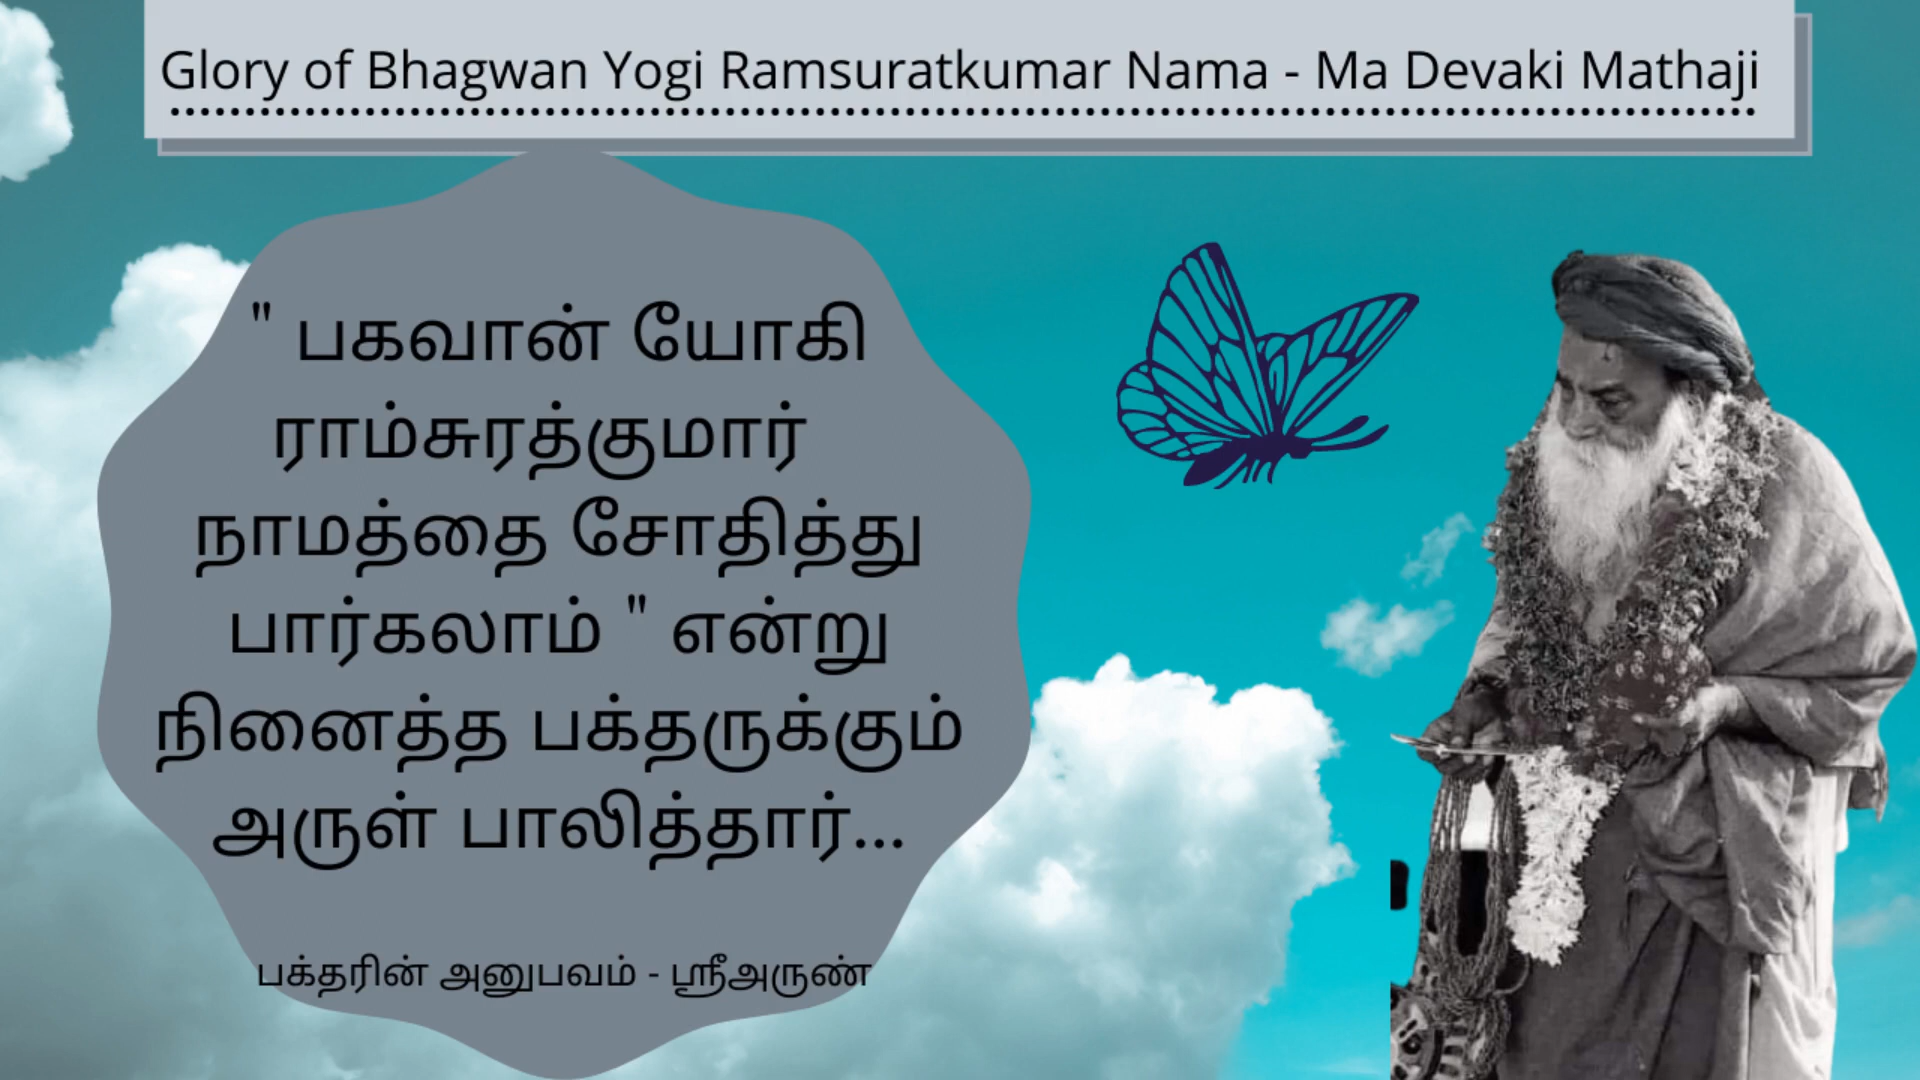 Glory of Bhagwan Yogi Ramsuratkumar Nama - Ma Devaki Mathaji
" பகவான் யோகி
ராம்சுரத்குமார்
நாமத்தை சோதித்து
பார்கலாம் " என்று
நினைத்த பக்தருக்கும்
அருள் பாலித்தார்...
பக்தரின் அனுபவம் - ஸ்ரீஅருண்